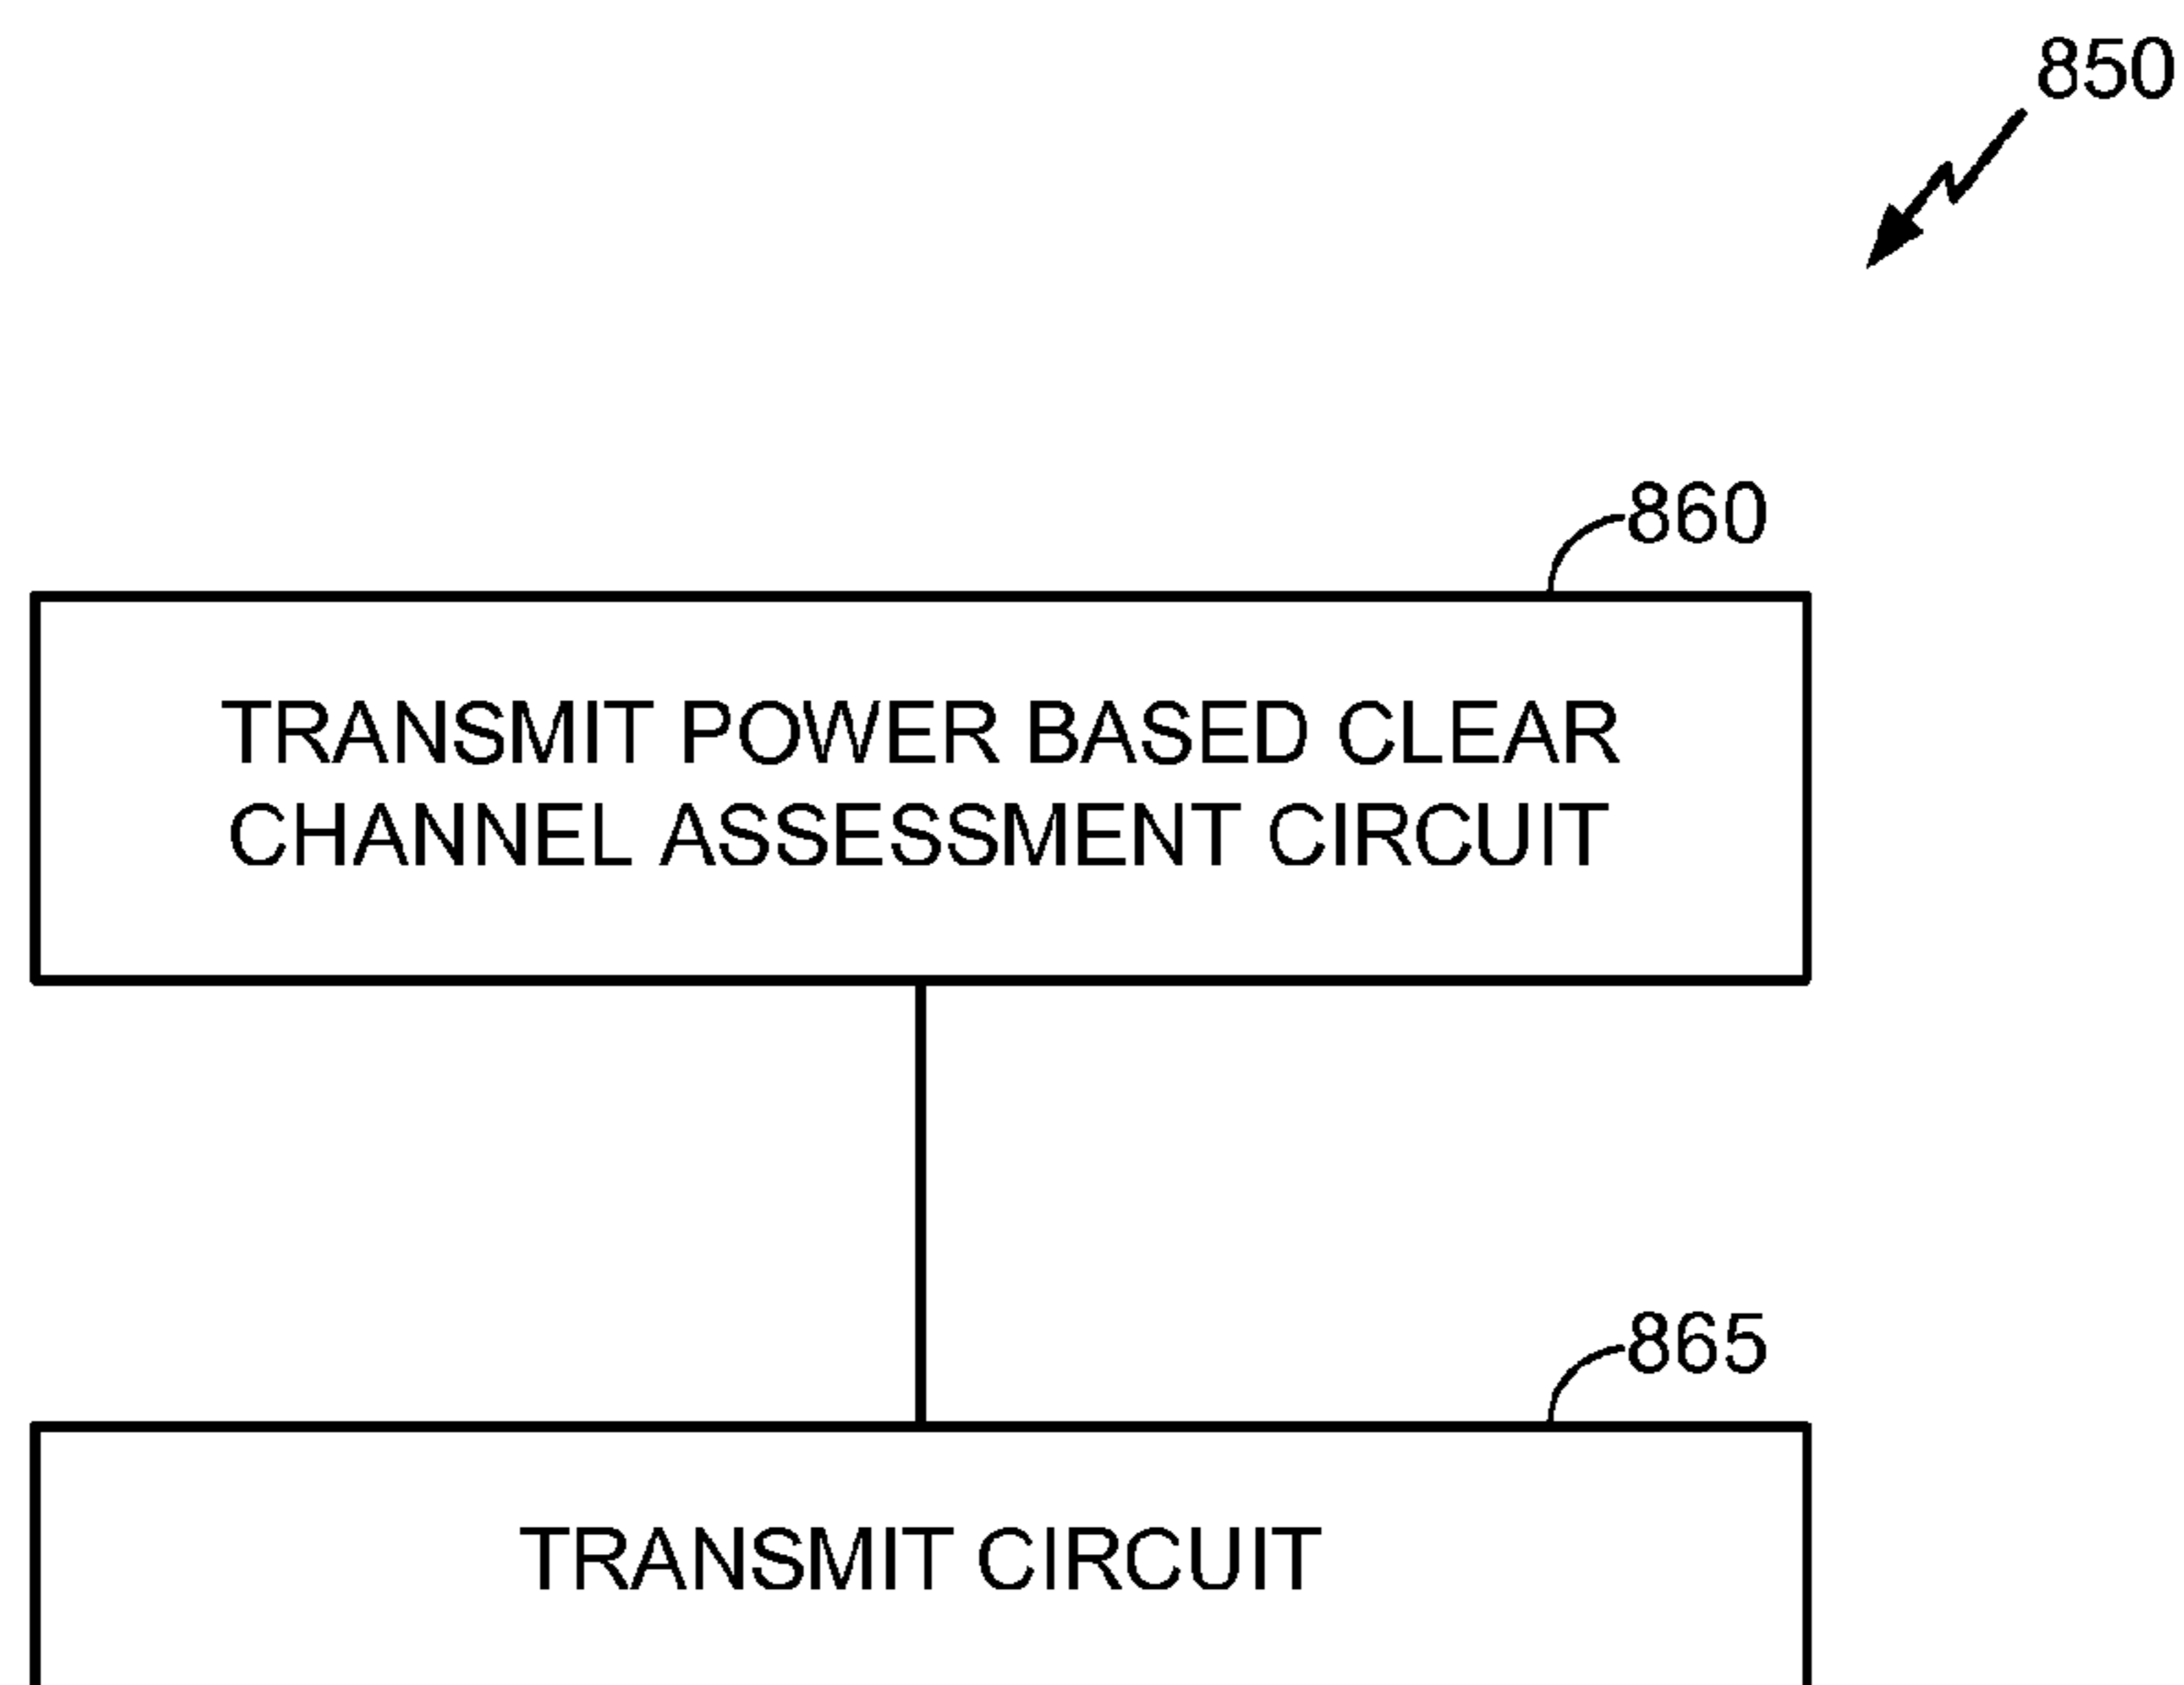 850
860
TRANSMIT POWER BASED CLEAR
CHANNEL ASSESSMENT CIRCUIT
865
TRANSMIT CIRCUIT